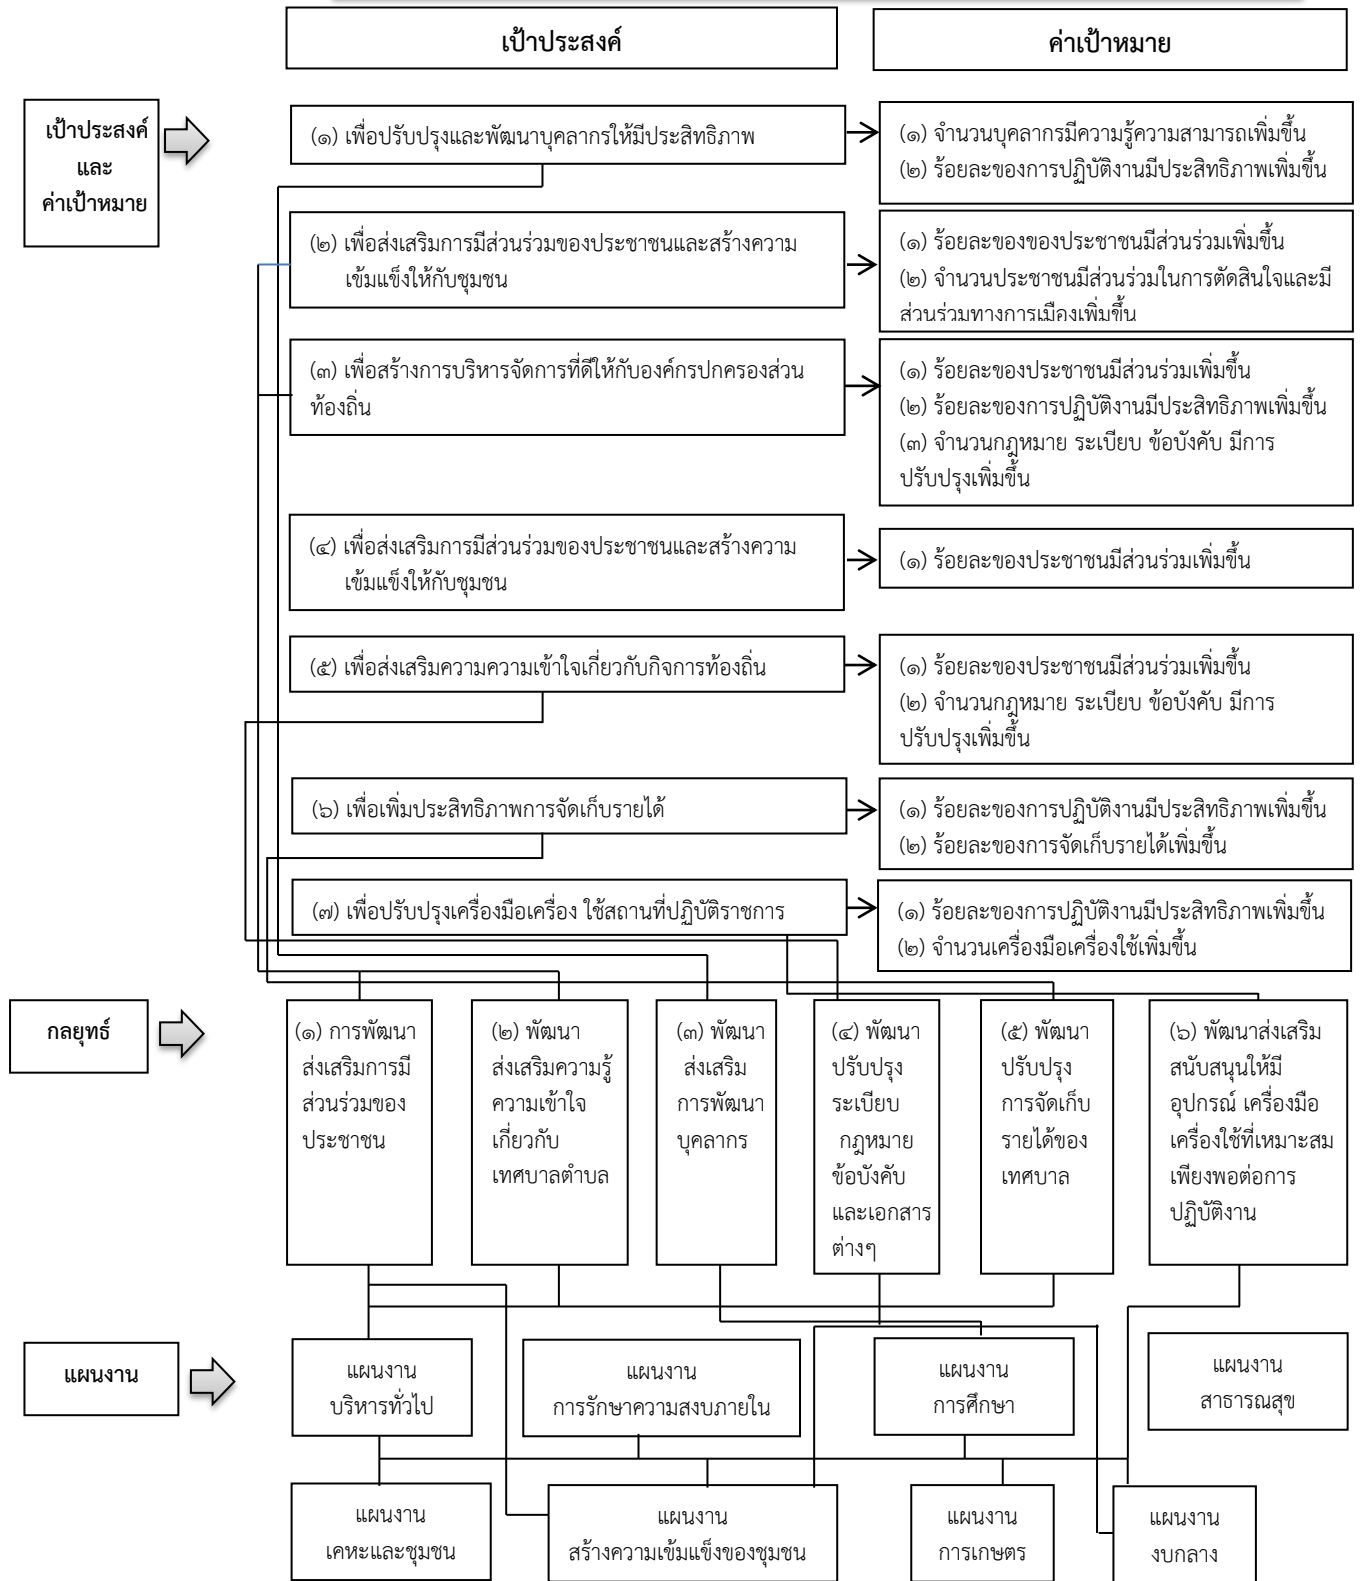 เป้าประสงค์
ค่าเป้าหมาย
เป้าประสงค์
และ
ค่าเป้าหมาย
(๑) เพื่อปรับปรุงและพัฒนาบุคลากรให้มีประสิทธิภาพ
(๑) จำนวนบุคลากรมีความรู้ความสามารถเพิ่มขึ้น
(๒) ร้อยละของการปฏิบัติงานมีประสิทธิภาพเพิ่มขึ้น
(๒) เพื่อส่งเสริมการมีส่วนร่วมของประชาชนและสร้างความ
เข้มแข็งให้กับชุมชน
(๑) ร้อยละของของประชาชนมีส่วนร่วมเพิ่มขึ้น
(๒) จำนวนประชาชนมีส่วนร่วมในการตัดสินใจและมี
ส่วนร่วมทางการเมืองเพิ่มขึ้น
(๓) เพื่อสร้างการบริหารจัดการที่ดีให้กับองค์กรปกครองส่วน
ท้องถิ่น
(๑) ร้อยละของประชาชนมีส่วนร่วมเพิ่มขึ้น
(๒) ร้อยละของการปฏิบัติงานมีประสิทธิภาพเพิ่มขึ้น
(๓) จำนวนกฎหมาย ระเบียบ ข้อบังคับ มีการ
ปรับปรุงเพิ่มขึ้น
(๔) เพื่อส่งเสริมการมีส่วนร่วมของประชาชนและสร้างความ
เข้มแข็งให้กับชุมชน
(๑) ร้อยละของประชาชนมีส่วนร่วมเพิ่มขึ้น
(๕) เพื่อส่งเสริมความความเข้าใจเกี่ยวกับกิจการท้องถิ่น
(๑) ร้อยละของประชาชนมีส่วนร่วมเพิ่มขึ้น
(๒) จำนวนกฎหมาย ระเบียบ ข้อบังคับ มีการ
ปรับปรุงเพิ่มขึ้น
(๖) เพื่อเพิ่มประสิทธิภาพการจัดเก็บรายได้
(๑) ร้อยละของการปฏิบัติงานมีประสิทธิภาพเพิ่มขึ้น
(๒) ร้อยละของการจัดเก็บรายได้เพิ่มขึ้น
(๗) เพื่อปรับปรุงเครื่องมือเครื่อง ใช้สถานที่ปฏิบัติราชการ
(๑) ร้อยละของการปฏิบัติงานมีประสิทธิภาพเพิ่มขึ้น
(๒) จำนวนเครื่องมือเครื่องใช้เพิ่มขึ้น
กลยุทธ์
(๑) การพัฒนา
ส่งเสริมการมี
ส่วนร่วมของ
ประชาชน
(๒) พัฒนา
ส่งเสริมความรู้
ความเข้าใจ
เกี่ยวกับ
เทศบาลตำบล
(๓) พัฒนา
ส่งเสริม
การพัฒนา
บุคลากร
(๔) พัฒนา
ปรับปรุง
ระเบียบ
กฎหมาย
ข้อบังคับ
และเอกสาร
ต่างๆ
(๕) พัฒนา
ปรับปรุง
การจัดเก็บ
รายได้ของ
เทศบาล
(๖) พัฒนาส่งเสริม
สนับสนุนให้มี
อุปกรณ์ เครื่องมือ
เครื่องใช้ที่เหมาะสม
เพียงพอต่อการ
ปฏิบัติงาน
แผนงาน
แผนงาน
บริหารทั่วไป
แผนงาน
การรักษาความสงบภายใน
แผนงาน
การศึกษา
แผนงาน
สาธารณสุข
แผนงาน
เคหะและชุมชน
แผนงาน
สร้างความเข้มแข็งของชุมชน
แผนงาน
การเกษตร
แผนงาน
งบกลาง